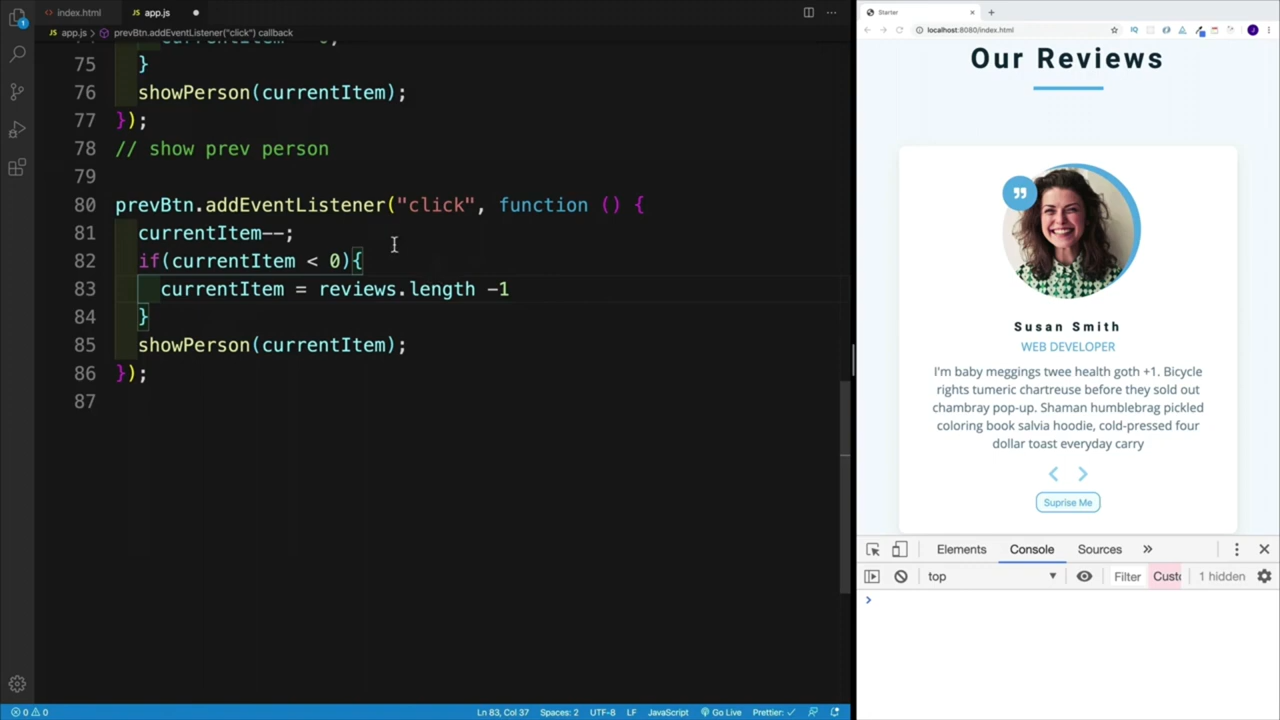 index.html
app.js
app.js > prevBtn.addEventListener("click") callback
75 }
76 showPerson(currentItem);
77 });
78 // show prev person
79
80 prevBtn.addEventListener("click", function () {
81 currentItem--;
82 if(currentItem < 0){
83 currentItem = reviews.length -1
84 }
85 showPerson(currentItem);
86 });
87
1
0 0
Ln 83, Col 37
Spaces: 2
UTF-8
LF
JavaScript
Go Live
Prettier: ✓
Starter
localhost:8080/index.html
J
Our Reviews
Susan Smith
WEB DEVELOPER
I'm baby meggings twee health goth +1. Bicycle
rights tumeric chartreuse before they sold out
chambray pop-up. Shaman humblebrag pickled
coloring book salvia hoodie, cold-pressed four
dollar toast everyday carry
Suprise Me
Elements
Console
Sources
top
Filter
1 hidden